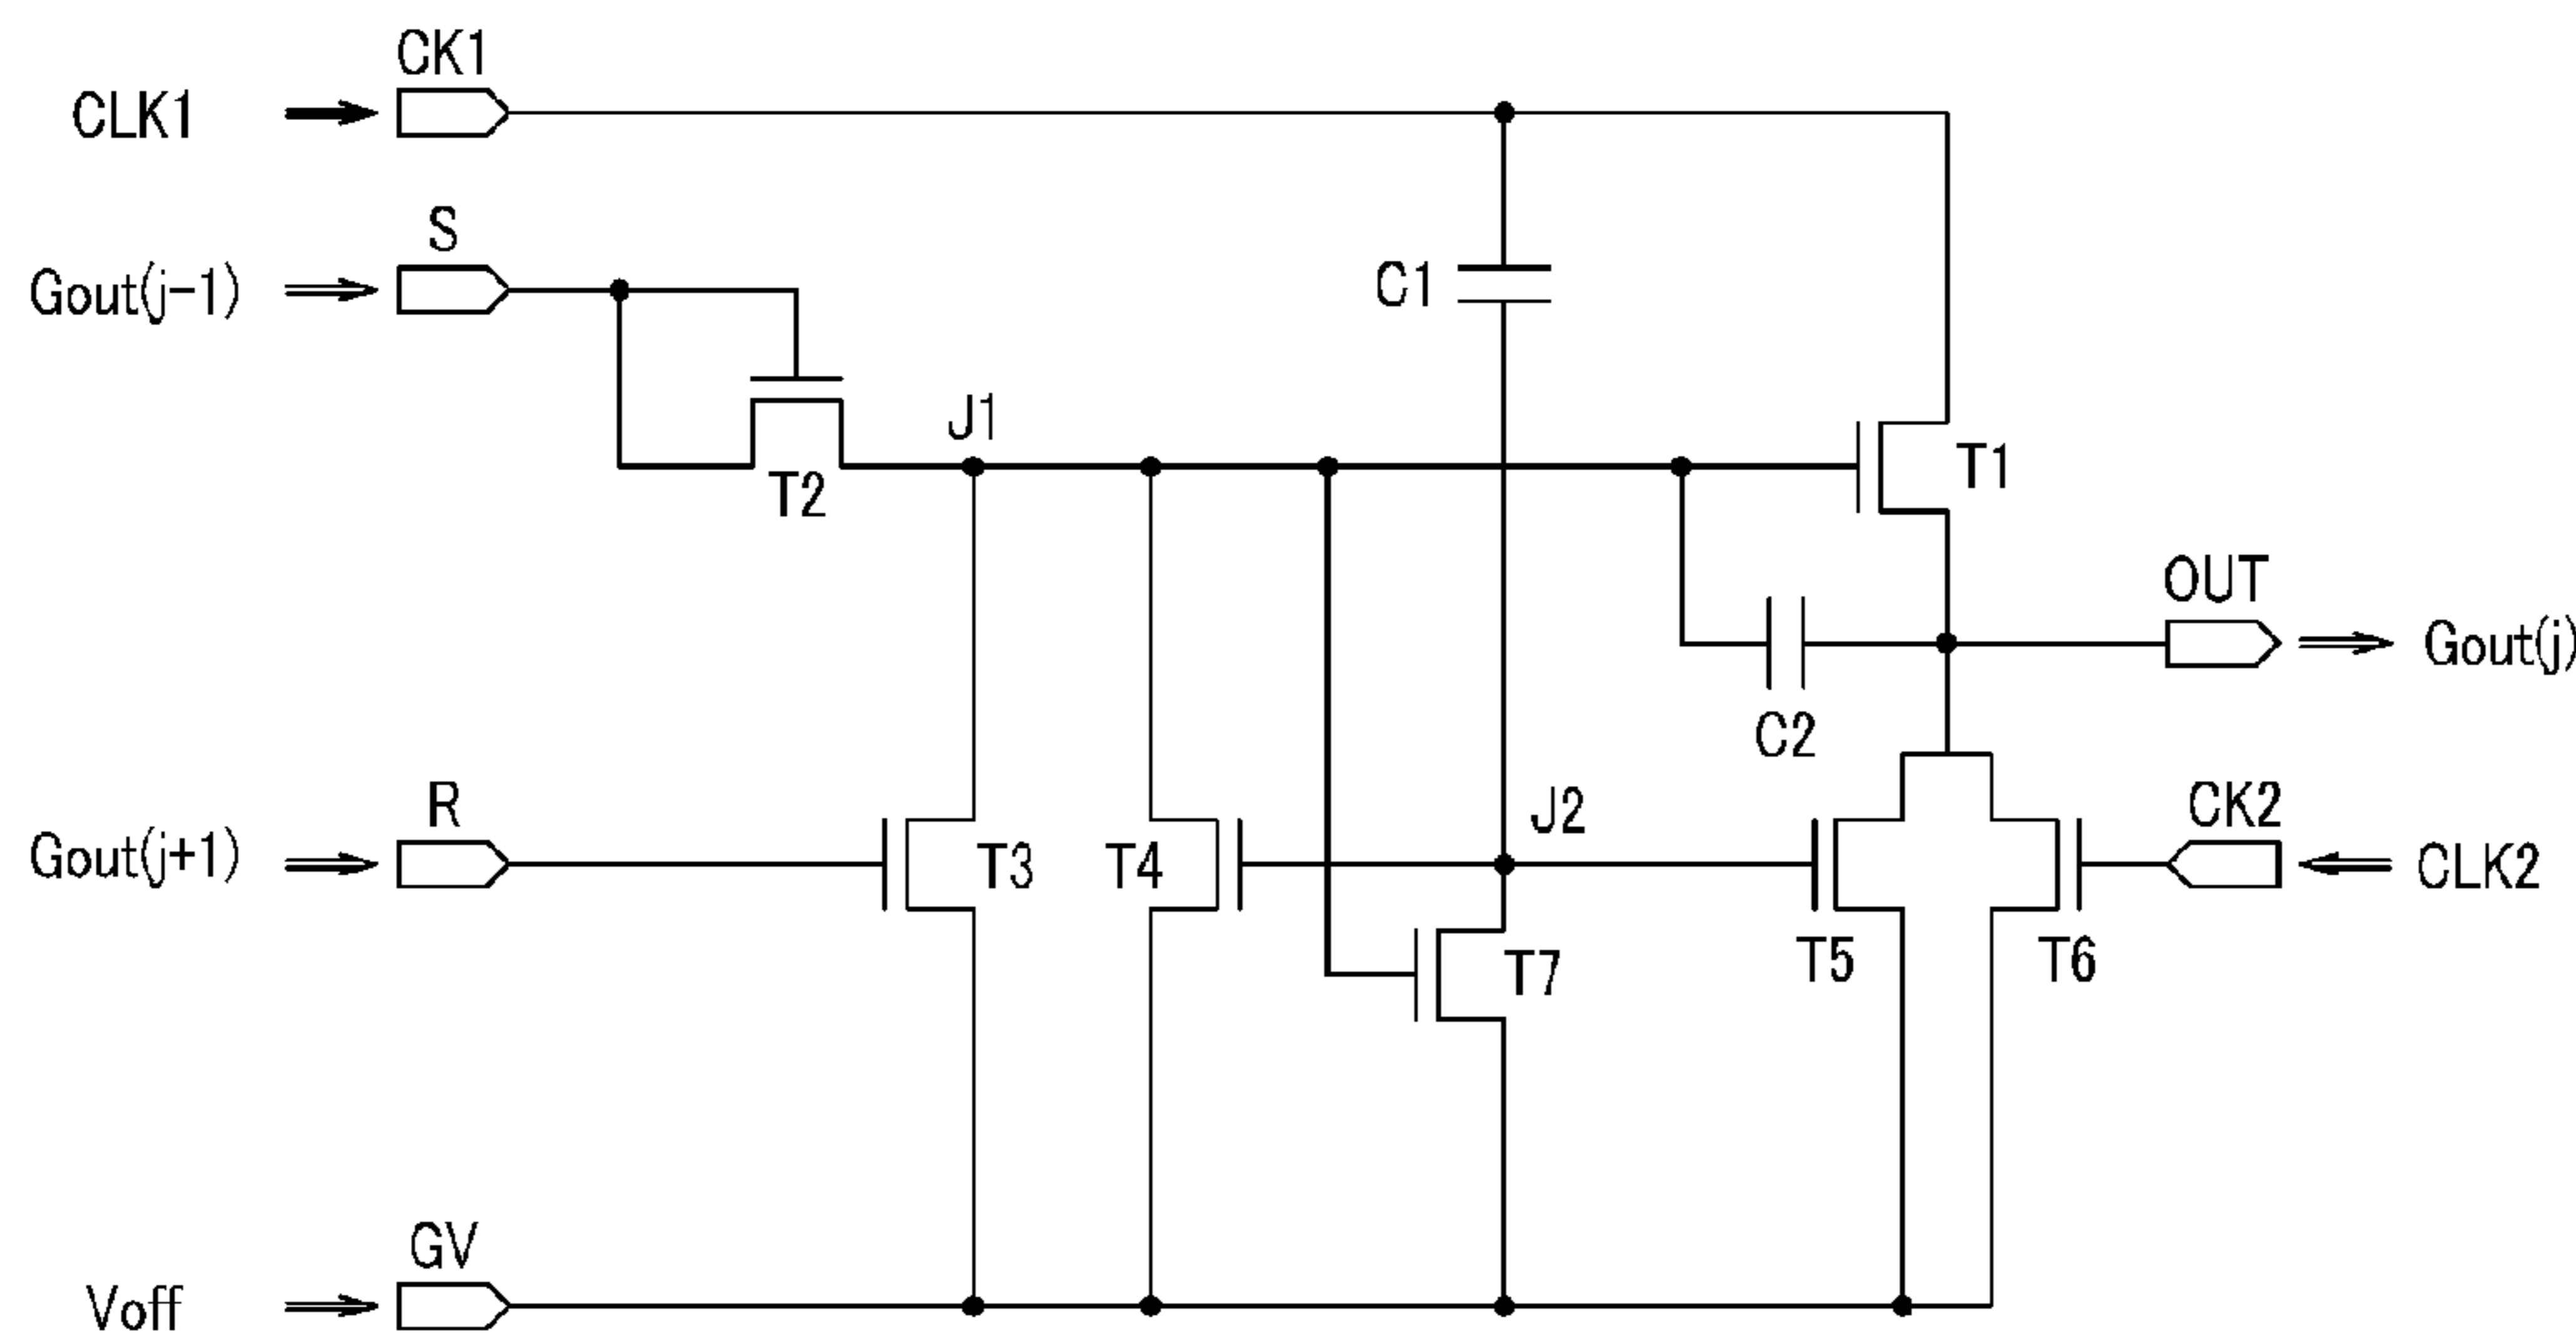 CK1
CLK1
S
Gout(j-1)
C1
J1
T1
T2
OUT
Gout(j)
C2
R
J2
CK2
Gout(j+1)
T3
T4
CLK2
T5
T6
T7
GV
Voff